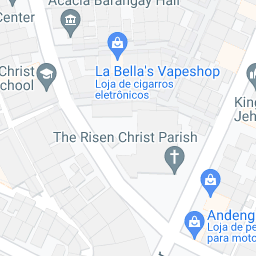 Acacia Barangay Hall
Center
La Bella's Vapeshop
Loja de cigarros
eletrônicos
Christ
School
King
Jeh
The Risen Christ Parish
Andeng
Loja de pe
para moto